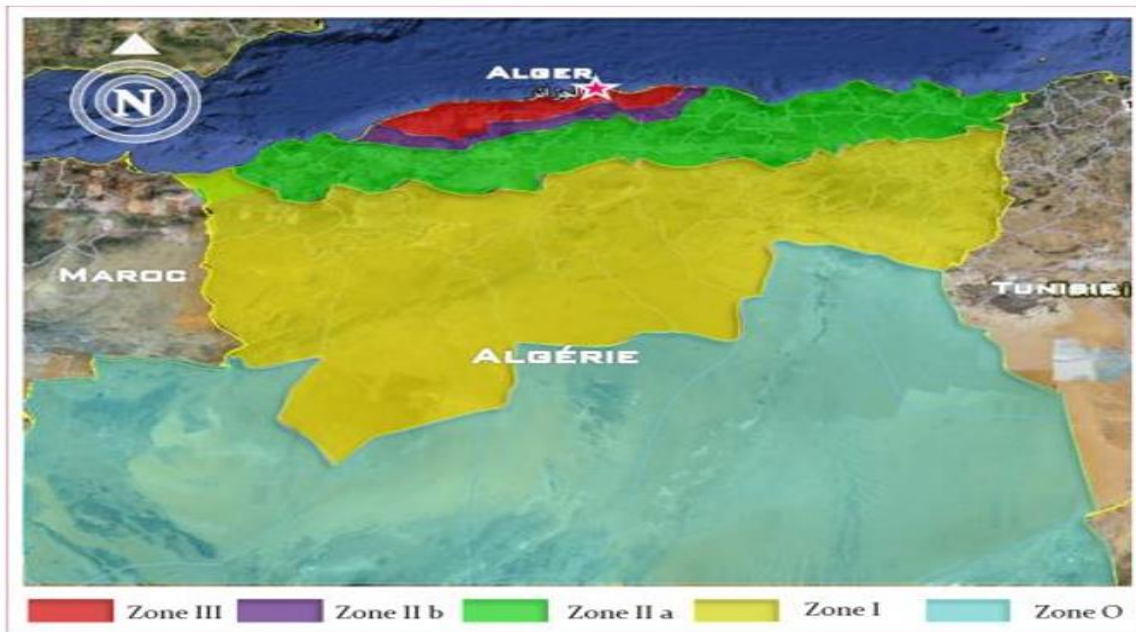 ALGER
الجزائر
N
MAROC
TUNISIE
ALGÉRIE
Zone III
Zone II b
Zone II a
Zone I
Zone O